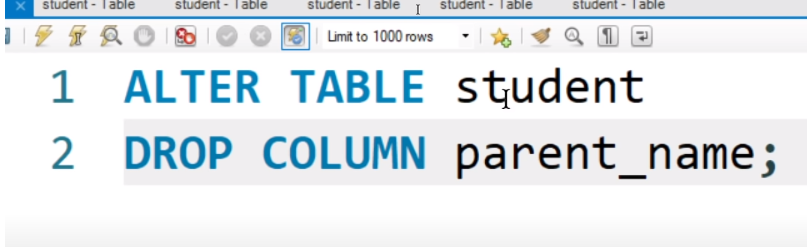 student - Table student - Table student - Table student - Table student - Table
Limit to 1000 rows
1 ALTER TABLE student
2 DROP COLUMN parent_name;